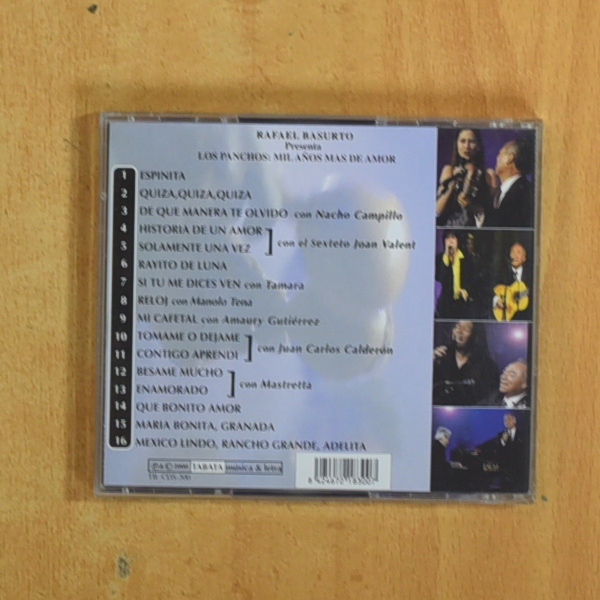 RAFAEL BASURTO
Presenta
LOS PANCHOS: MIL AÑOS MAS DE AMOR
1 ESPINITA
2 QUIZA,QUIZA,QUIZA
3 DE QUE MANERA TE OLVIDO con Nacho Campillo
4 HISTORIA DE UN AMOR
5 SOLAMENTE UNA VEZ
con el Sexteto Joan Valent
6 RAYITO DE LUNA
7 SI TU ME DICES VEN con Tamara
8 RELOJ con Manolo Tena
9 MI CAFETAL con Amaury Gutiérrez
10 TOMAME O DEJAME
11 CONTIGO APRENDI
con Juan Carlos Calderón
12 BESAME MUCHO
13 ENAMORADO
con Mastretta
14 QUE BONITO AMOR
15 MARIA BONITA, GRANADA
16 MEXICO LINDO, RANCHO GRANDE, ADELITA
TABATA música & letra
8 424670 183007